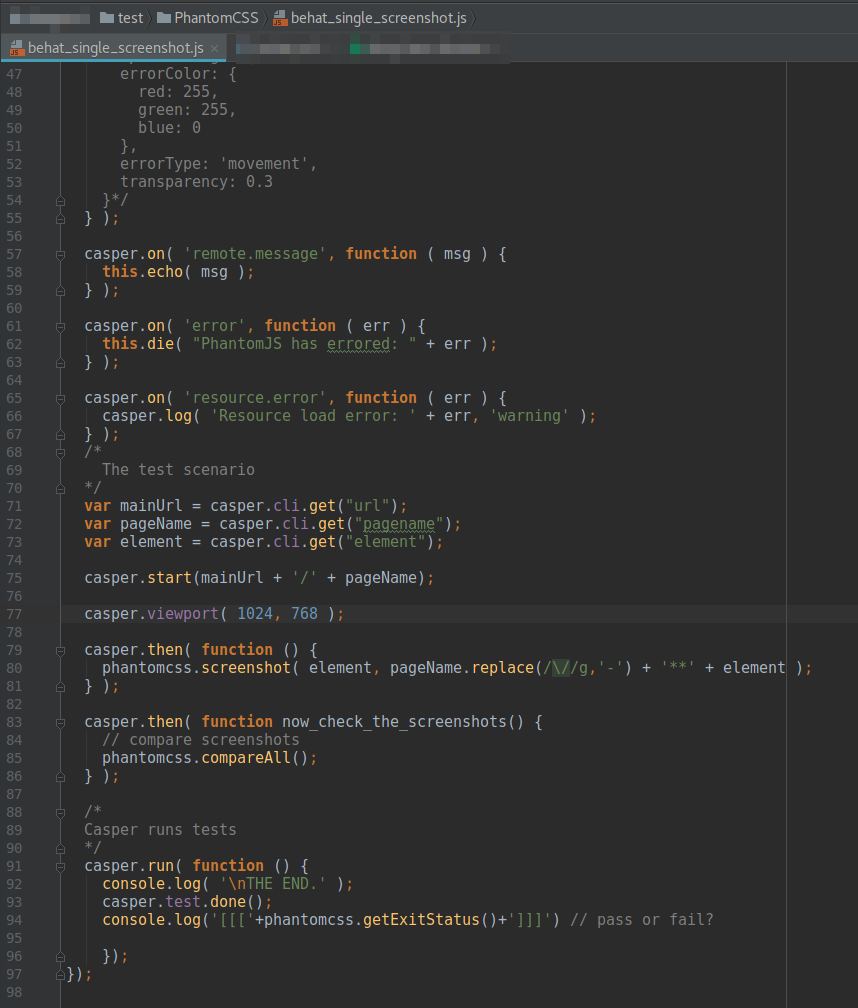 test PhantomCSS behat_single_screenshot.js
behat_single_screenshot.js ×
47 errorColor: {
48 red: 255,
49 green: 255,
50 blue: 0
51 },
52 errorType: 'movement',
53 transparency: 0.3
54 }*/
55 } );
56
57 casper.on( 'remote.message', function ( msg ) {
58 this.echo( msg );
59 } );
60
61 casper.on( 'error', function ( err ) {
62 this.die( "PhantomJS has errored: " + err );
63 } );
64
65 casper.on( 'resource.error', function ( err ) {
66 casper.log( 'Resource load error: ' + err, 'warning' );
67 } );
68 /*
69 The test scenario
70 */
71 var mainUrl = casper.cli.get("url");
72 var pageName = casper.cli.get("pagename");
73 var element = casper.cli.get("element");
74
75 casper.start(mainUrl + '/' + pageName);
76
77 casper.viewport( 1024, 768 );
78
79 casper.then( function () {
80 phantomcss.screenshot( element, pageName.replace(/\//g,'-') + '**' + element );
81 } );
82
83 casper.then( function now_check_the_screenshots() {
84 // compare screenshots
85 phantomcss.compareAll();
86 } );
87
88 /*
89 Casper runs tests
90 */
91 casper.run( function () {
92 console.log( '\nTHE END.' );
93 casper.test.done();
94 console.log('[[['+phantomcss.getExitStatus()+']]]') // pass or fail?
95
96 });
97 });
98